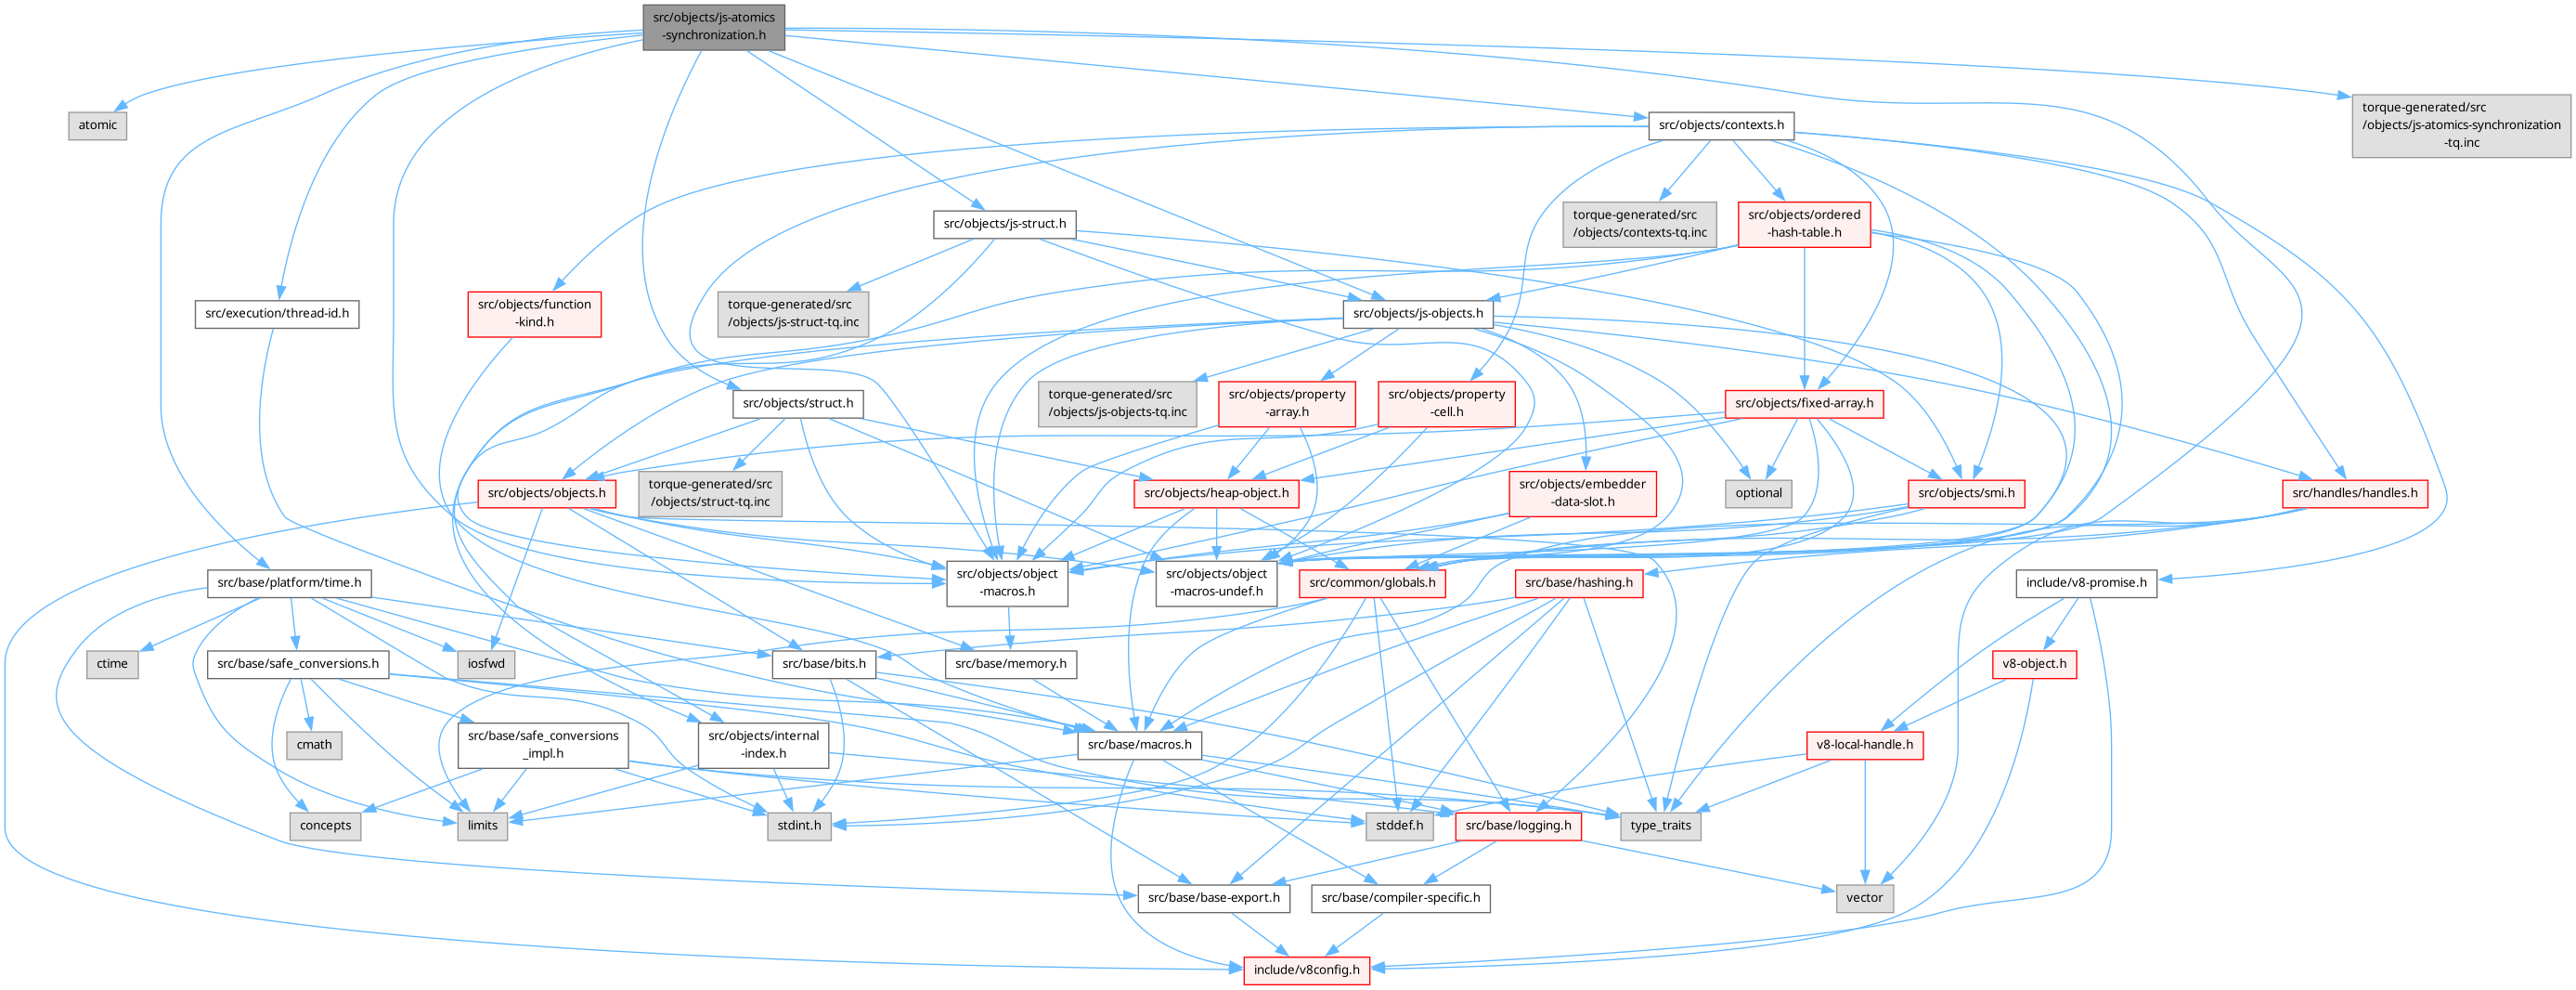 src/objects/js-atomics
-synchronization.h
atomic
src/objects/contexts.h
torque-generated/src
/objects/js-atomics-synchronization
-tq.inc
src/objects/js-struct.h
torque-generated/src
/objects/contexts-tq.inc
src/objects/ordered
-hash-table.h
src/execution/thread-id.h
src/objects/function
-kind.h
torque-generated/src
/objects/js-struct-tq.inc
src/objects/js-objects.h
src/objects/struct.h
torque-generated/src
/objects/js-objects-tq.inc
src/objects/property
-array.h
src/objects/property
-cell.h
src/objects/fixed-array.h
src/objects/objects.h
torque-generated/src
/objects/struct-tq.inc
src/objects/heap-object.h
src/objects/embedder
-data-slot.h
optional
src/objects/smi.h
src/handles/handles.h
src/base/platform/time.h
src/objects/object
-macros.h
src/objects/object
-macros-undef.h
src/common/globals.h
src/base/hashing.h
include/v8-promise.h
ctime
src/base/safe_conversions.h
iosfwd
src/base/bits.h
src/base/memory.h
v8-object.h
cmath
src/base/safe_conversions
_impl.h
src/objects/internal
-index.h
src/base/macros.h
v8-local-handle.h
concepts
limits
stdint.h
stddef.h
src/base/logging.h
type_traits
src/base/base-export.h
src/base/compiler-specific.h
vector
include/v8config.h